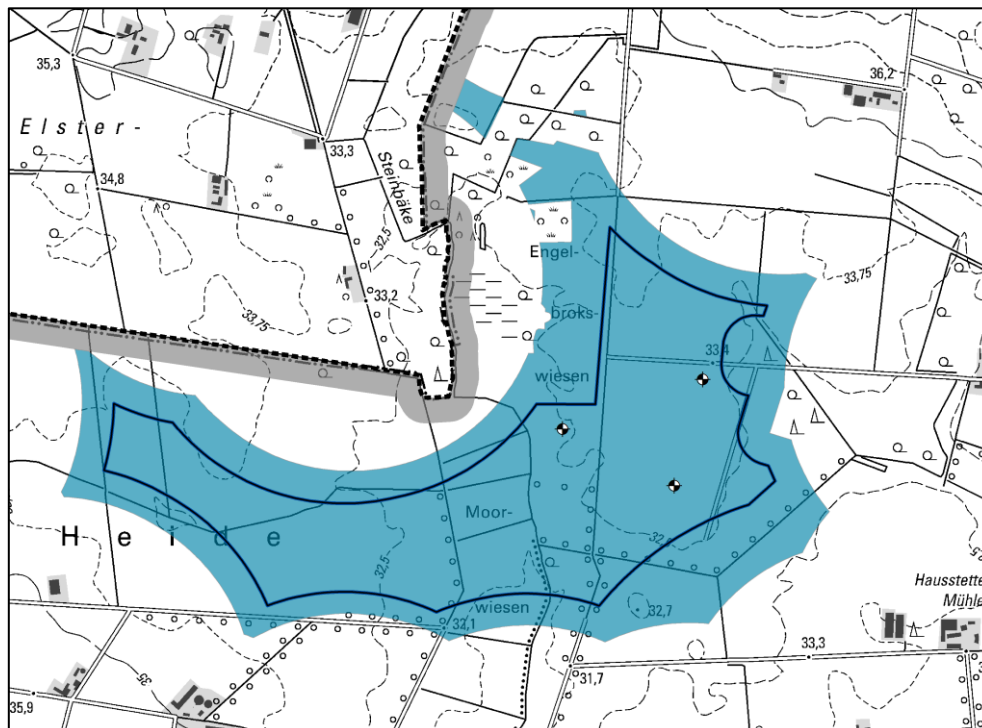 35,3
36,2
Elster-
33,3
Steinbäke
34,8
32,5
Engel-
33,2
33,75
33,75
broks-
33,4
wiesen
Moor-
Heide
32,5
wiesen
32,7
33,1
Hausstette
Mühle
33,3
31,7
35
35,9